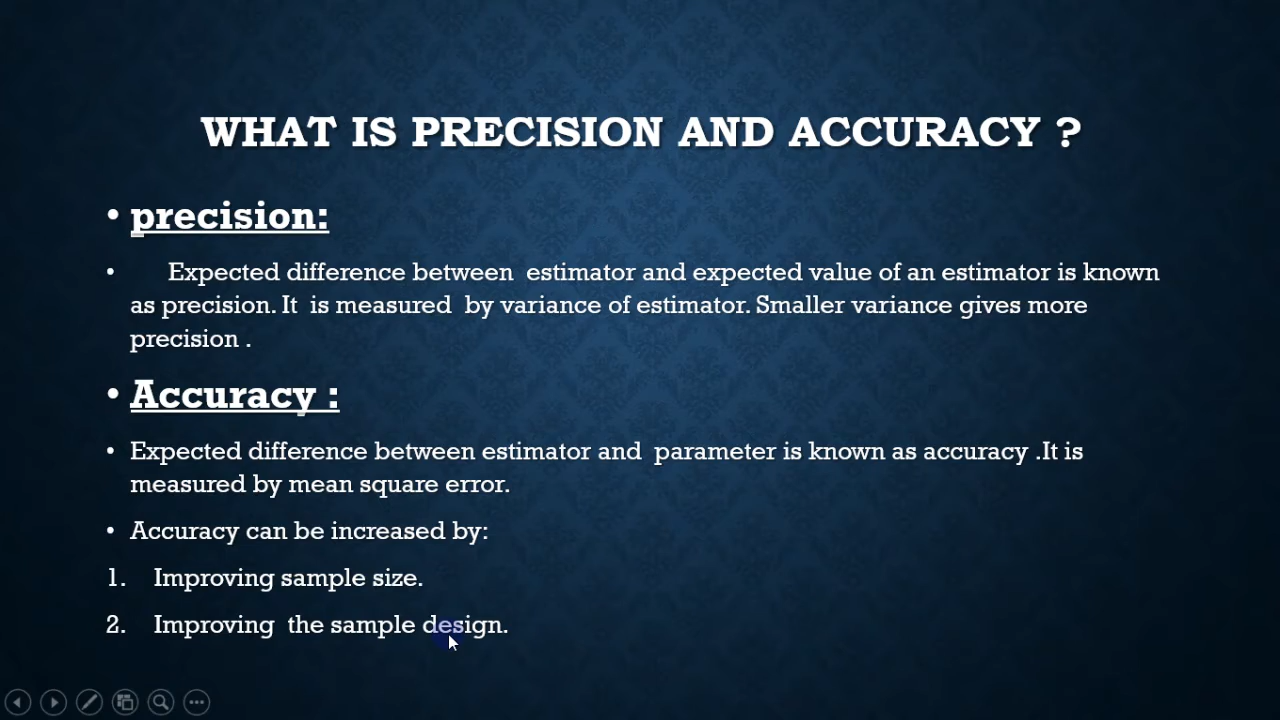 WHAT IS PRECISION AND ACCURACY ?
• precision:
• Expected difference between estimator and expected value of an estimator is known
as precision. It is measured by variance of estimator. Smaller variance gives more
precision .
• Accuracy :
• Expected difference between estimator and parameter is known as accuracy .It is
measured by mean square error.
• Accuracy can be increased by:
1. Improving sample size.
2. Improving the sample design.